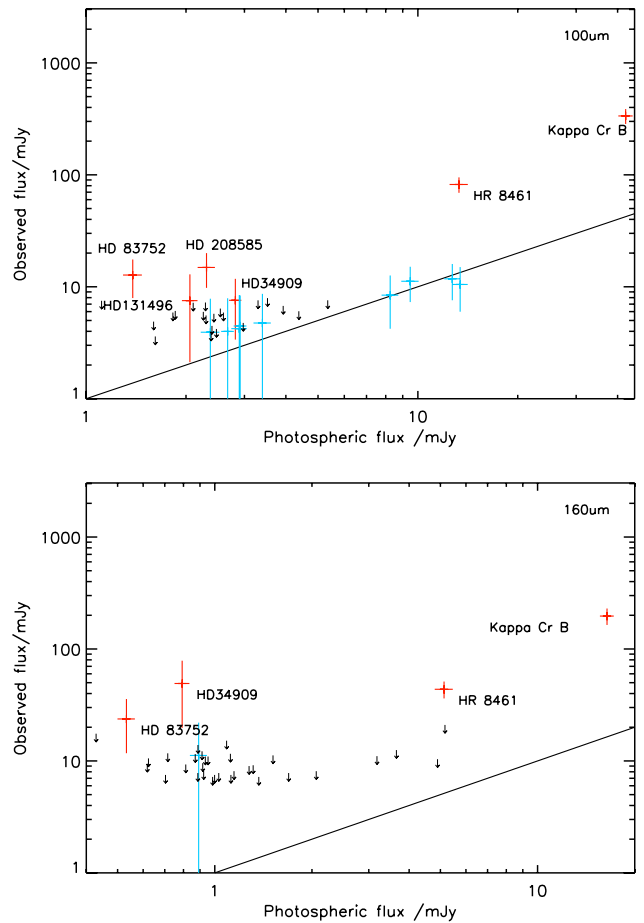 100um
1000
Kappa Cr B
100
HR 8461
HD 83752
HD 208585
HD34909
10
HD131496
1
1
10
Observed flux/mJy
Photospheric flux /mJy
160um
1000
Kappa Cr B
100
HD34909
HR 8461
HD 83752
10
1
1
10
Observed flux/mJy
Photospheric flux /mJy